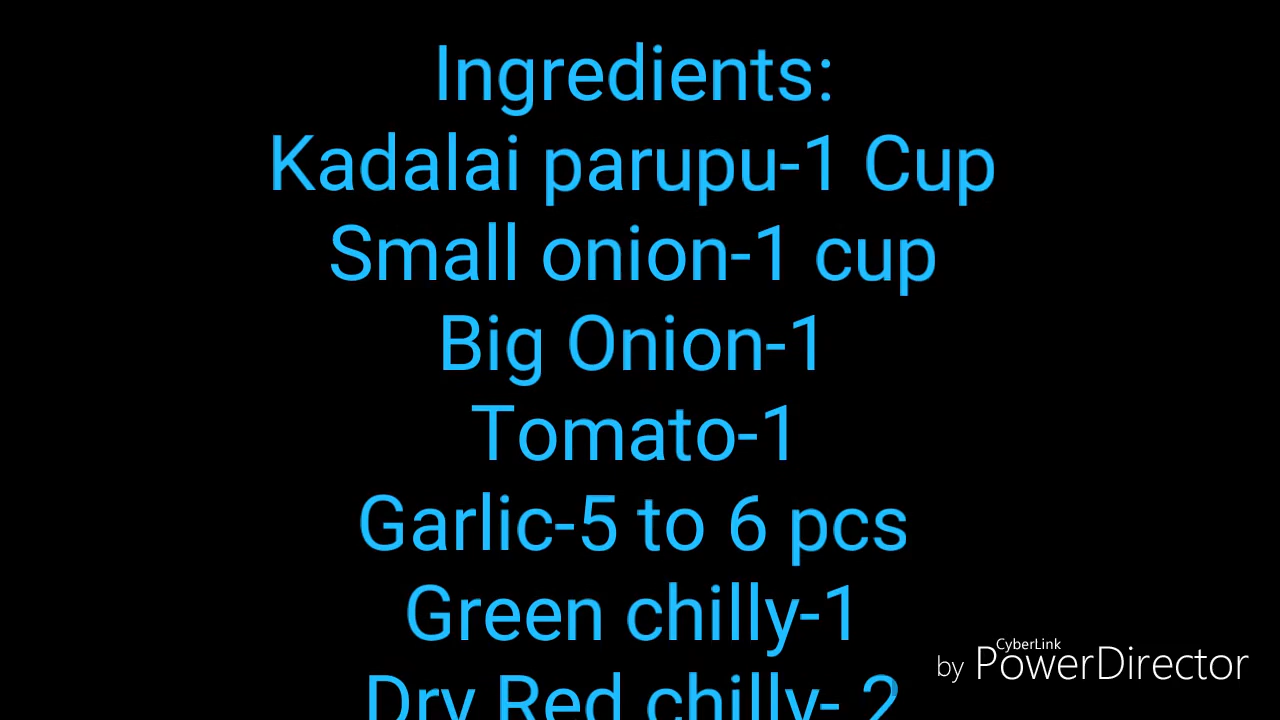 Ingredients:
Kadalai parupu-1 Cup
Small onion-1 cup
Big Onion-1
Tomato-1
Garlic-5 to 6 pcs
Green chilly-1
Dry Red chilly- 2
CyberLink
by PowerDirector